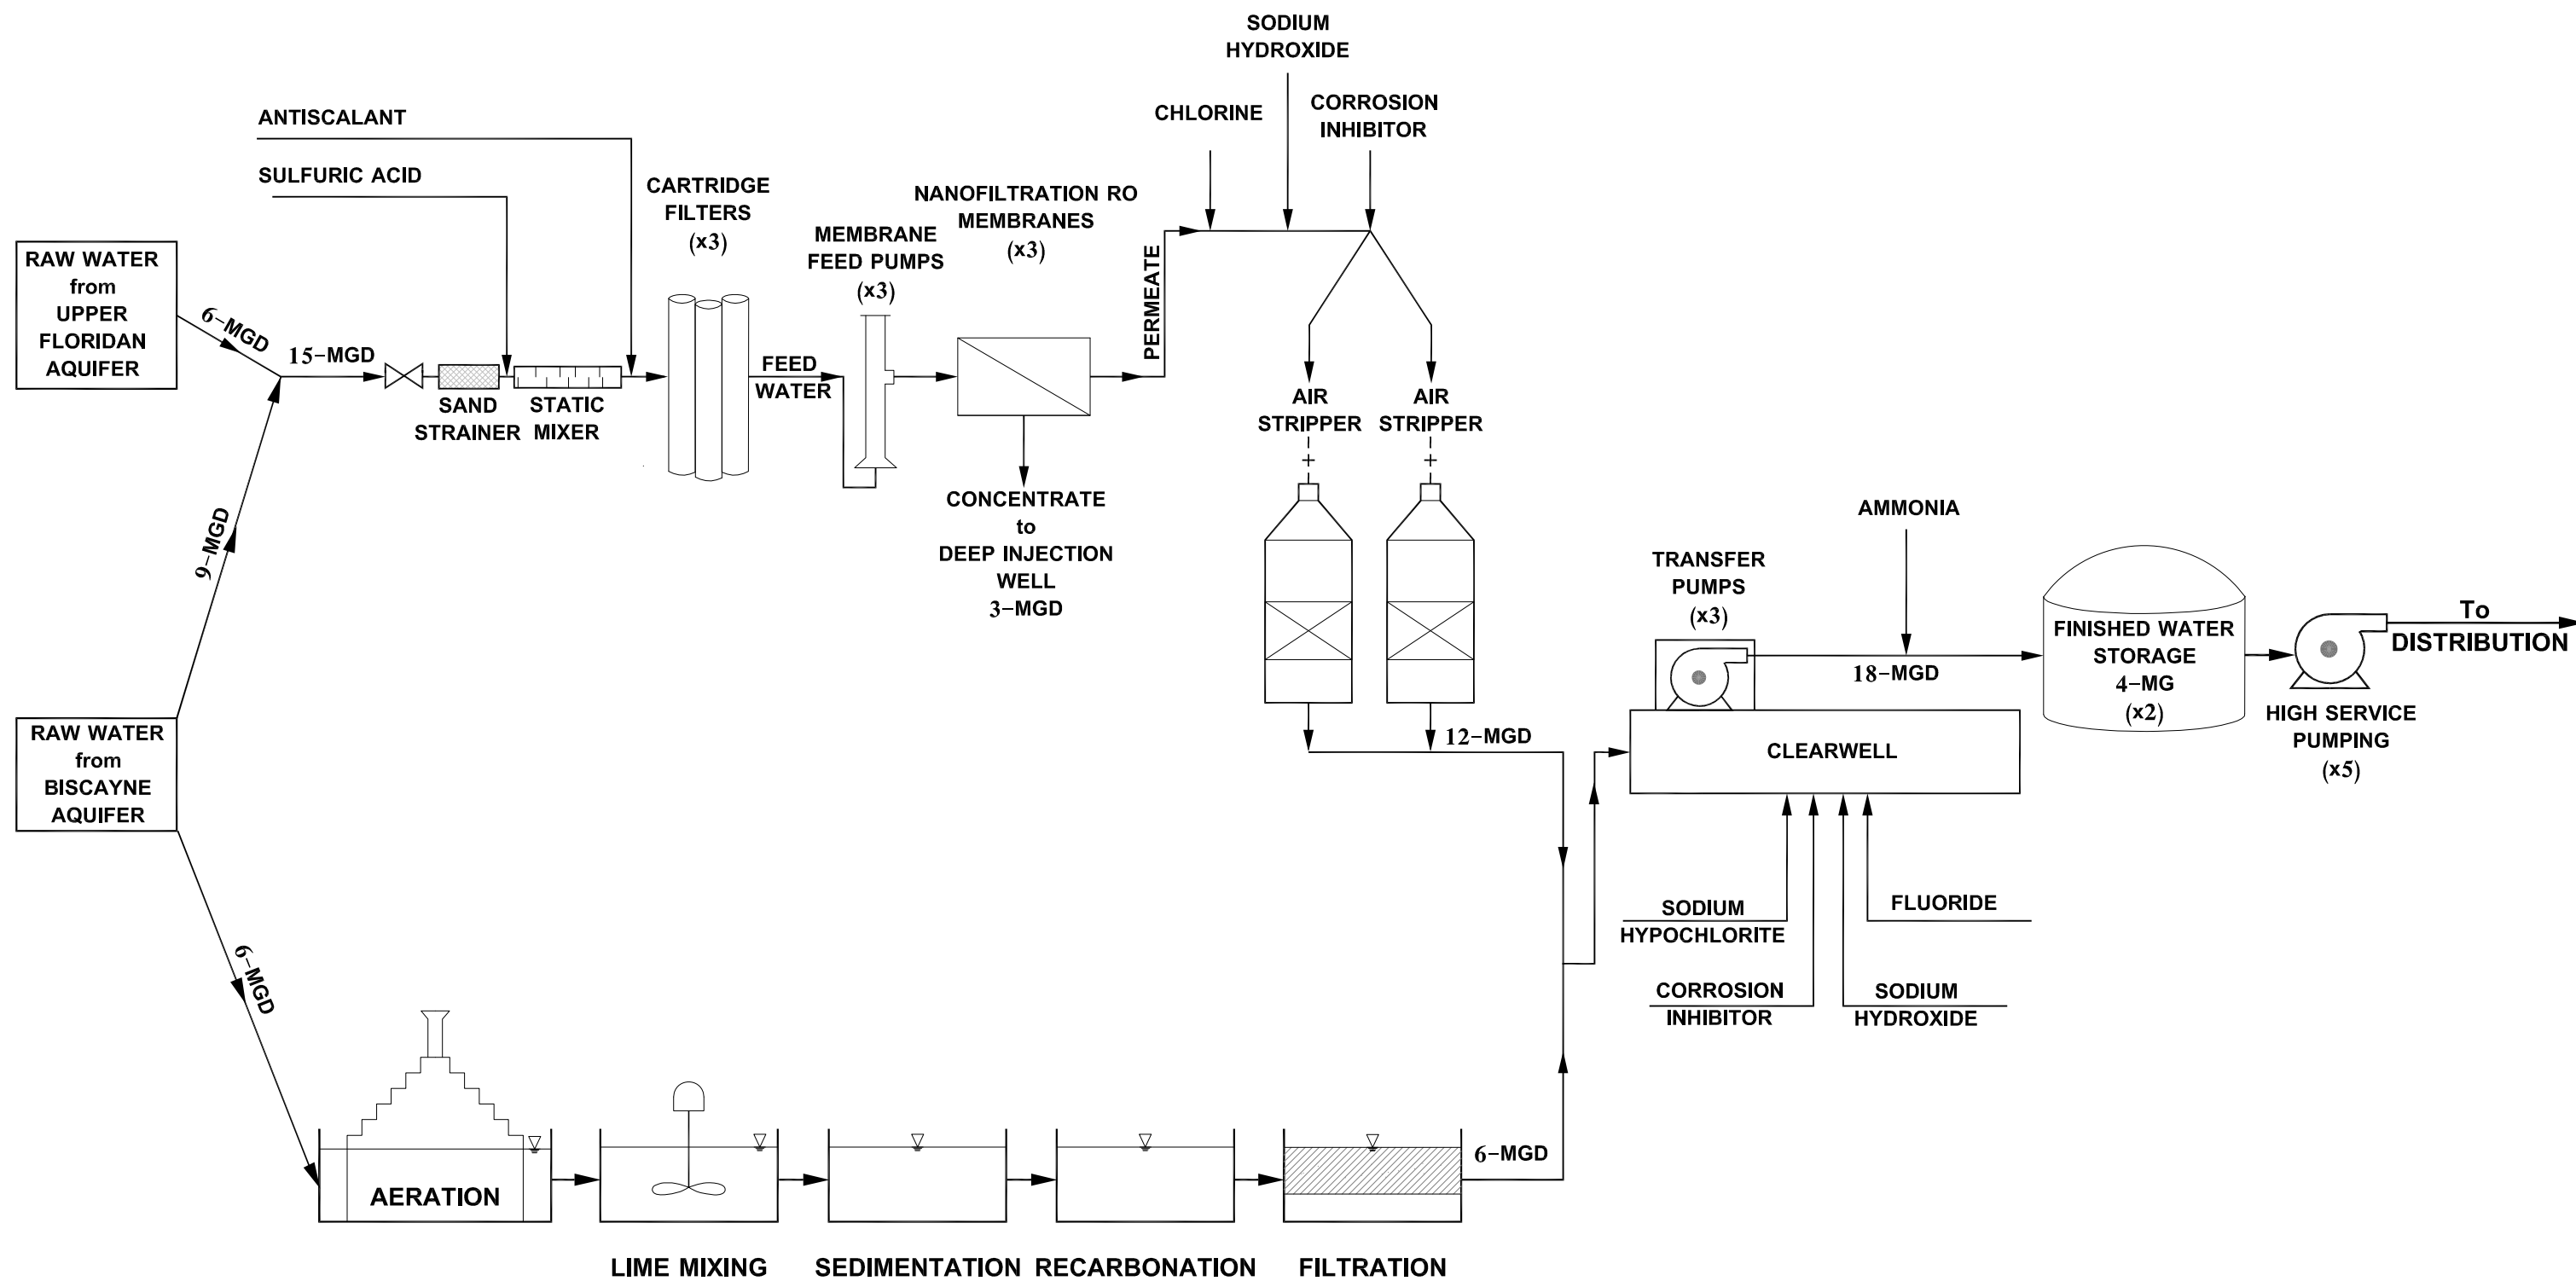 SODIUM
HYDROXIDE
CHLORINE
CORROSION
INHIBITOR
ANTISCALANT
SULFURIC ACID
CARTRIDGE
FILTERS
(x3)
MEMBRANE
FEED PUMPS
(x3)
NANOFILTRATION RO
MEMBRANES
(x3)
RAW WATER
from
UPPER
FLORIDAN
AQUIFER
6-MGD
15-MGD
SAND
STRAINER
STATIC
MIXER
FEED
WATER
PERMEATE
CONCENTRATE
to
DEEP INJECTION
WELL
3-MGD
AIR
STRIPPER
AIR
STRIPPER
9-MGD
RAW WATER
from
BISCAYNE
AQUIFER
6-MGD
12-MGD
TRANSFER
PUMPS
(x3)
AMMONIA
18-MGD
CLEARWELL
FINISHED WATER
STORAGE
4-MG
(x2)
To
DISTRIBUTION
HIGH SERVICE
PUMPING
(x5)
SODIUM
HYPOCHLORITE
FLUORIDE
CORROSION
INHIBITOR
SODIUM
HYDROXIDE
AERATION
6-MGD
LIME MIXING
SEDIMENTATION
RECARBONATION
FILTRATION